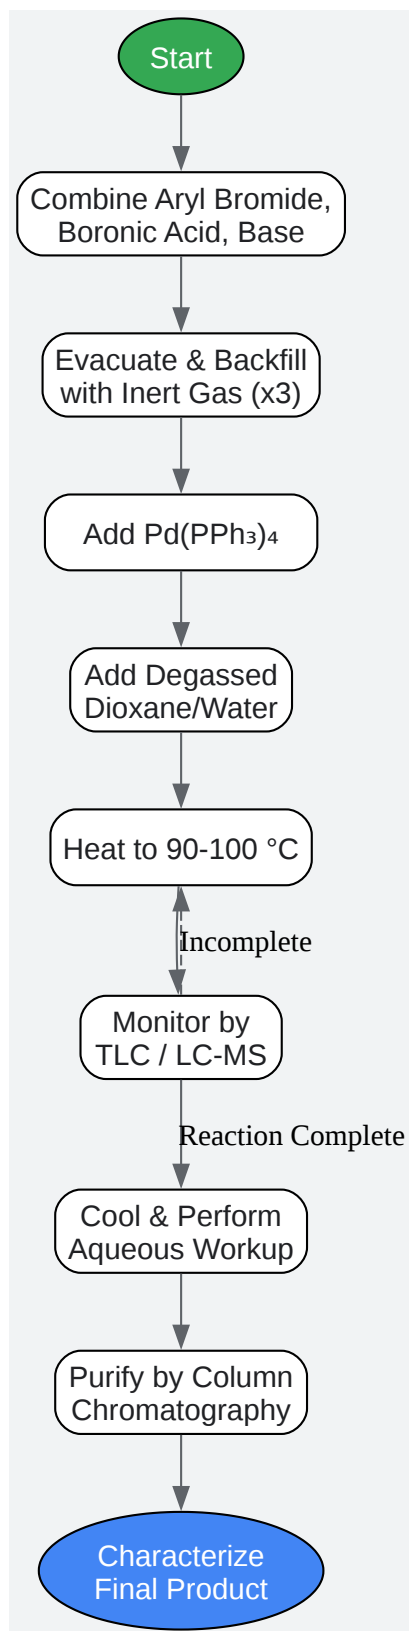 Start
Combine Aryl Bromide,
Boronic Acid, Base
Evacuate & Backfill
with Inert Gas (x3)
Add Pd(PPh₃)₄
Add Degassed
Dioxane/Water
Heat to 90-100 °C
Incomplete
Monitor by
TLC / LC-MS
Reaction Complete
Cool & Perform
Aqueous Workup
Purify by Column
Chromatography
Characterize
Final Product